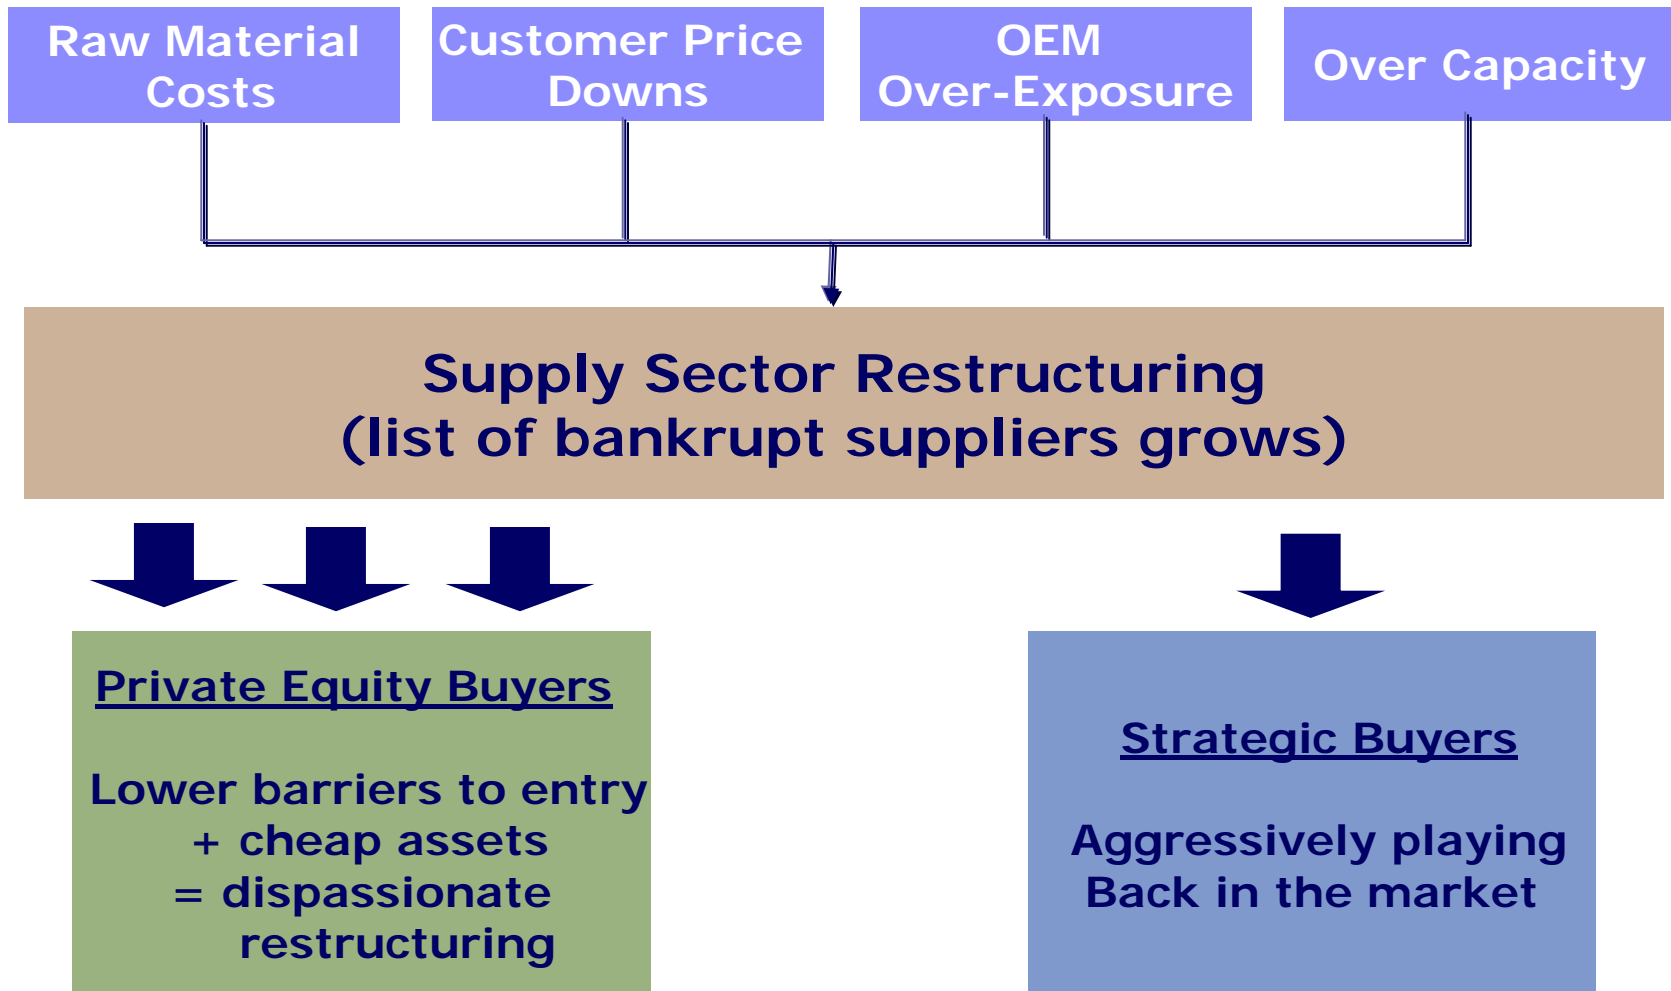 Raw Material
Costs
Customer Price
Downs
OEM
Over-Exposure
Over Capacity
Supply Sector Restructuring
(list of bankrupt suppliers grows)
Private Equity Buyers
Lower barriers to entry
+ cheap assets
= dispassionate
restructuring
Strategic Buyers
Aggressively playing
Back in the market